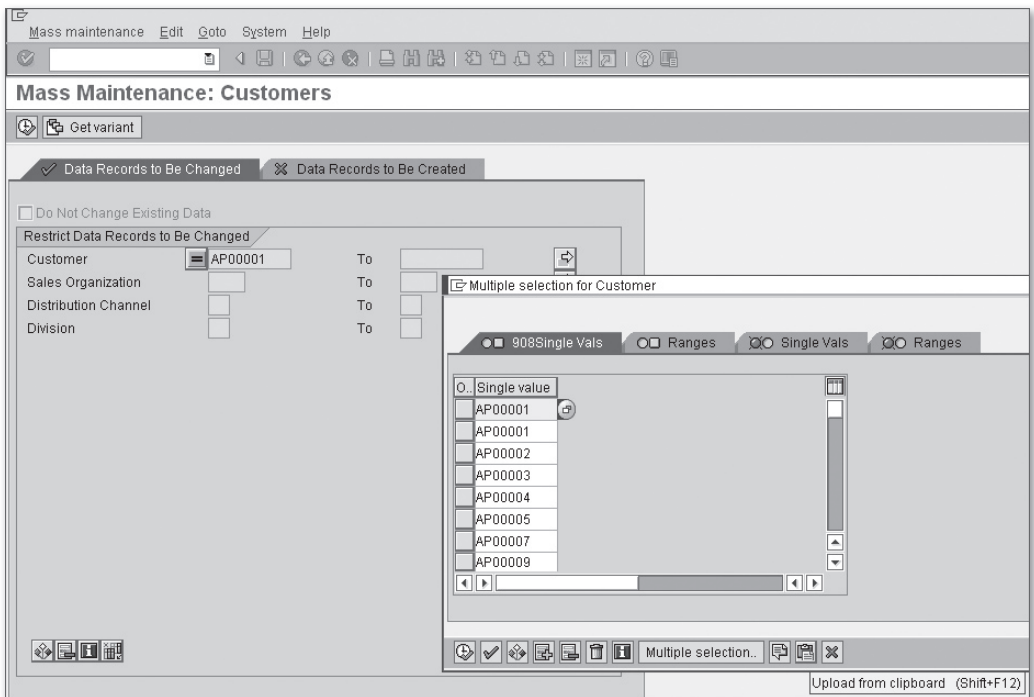 Mass maintenance Edit Goto System Help
Mass Maintenance: Customers
Get variant
Data Records to Be Changed Data Records to Be Created
Do Not Change Existing Data
Restrict Data Records to Be Changed
Customer = AP00001 To
Sales Organization To
Distribution Channel To
Division To
Multiple selection for Customer
908Single Vals Ranges Single Vals Ranges
O.. Single value
AP00001
AP00001
AP00002
AP00003
AP00004
AP00005
AP00007
AP00009
Multiple selection..
Upload from clipboard (Shift+F12)